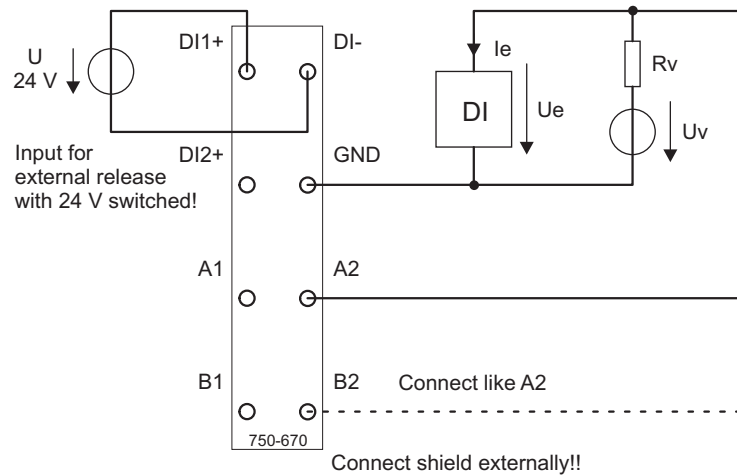 U
24 V
DI1+
DI-
Ie
DI
Ue
Rv
Uv
Input for
external release
with 24 V switched!
DI2+
GND
A1
A2
B1
B2
Connect like A2
750-670
Connect shield externally!!